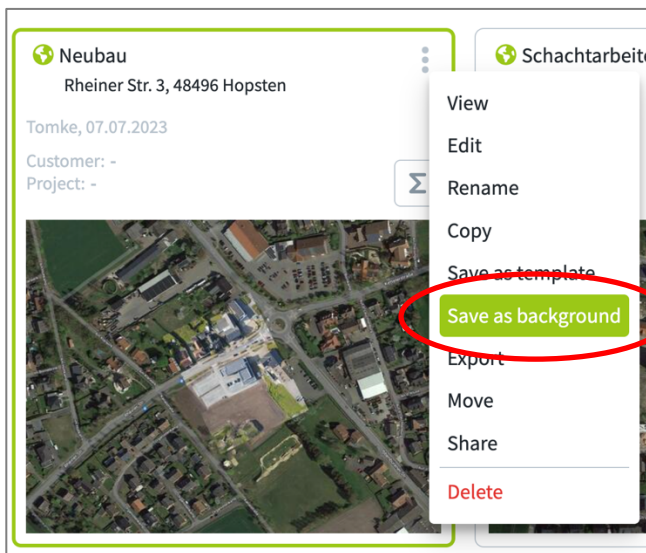 Neubau
Rheiner Str. 3, 48496 Hopsten
Tomke, 07.07.2023
Customer: -
Project: -
Σ
Schachtarbeite
View
Edit
Rename
Copy
Save as template
Save as background
Export
Move
Share
Delete